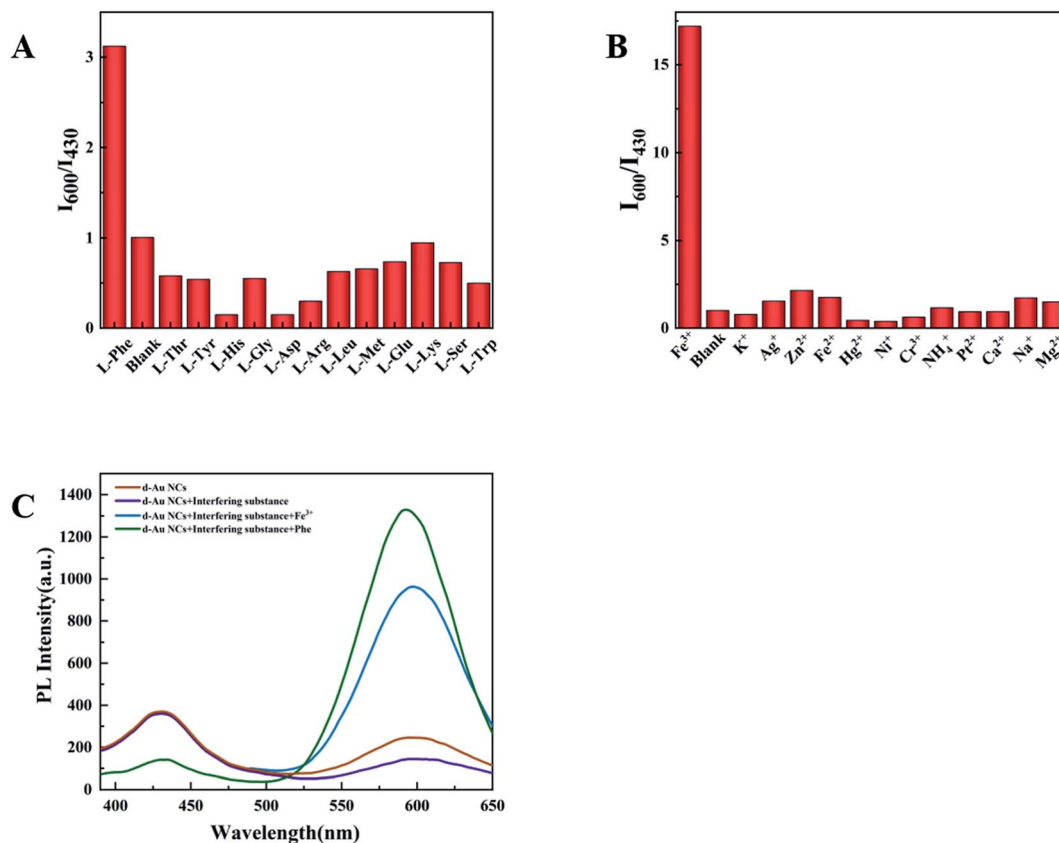 A
I600/I430
3
2
1
0
L-Phe
Blank
L-Thr
L-Tyr
L-His
L-Gly
L-Asp
L-Arg
L-Leu
L-Met
L-Glu
L-Lys
L-Ser
L-Trp
B
I600/I430
15
10
5
0
Fe³⁺
Blank
K⁺
Ag⁺
Zn²⁺
Fe²⁺
Hg²⁺
Ni⁺
Cr³⁺
NH₄⁺
Pt²⁺
Ca²⁺
Na⁺
Mg²⁺
C
PL Intensity(a.u.)
1400
1200
1000
800
600
400
200
0
d-Au NCs
d-Au NCs+Interfering substance
d-Au NCs+Interfering substance+Fe³⁺
d-Au NCs+Interfering substance+Phe
400 450 500 550 600 650
Wavelength(nm)